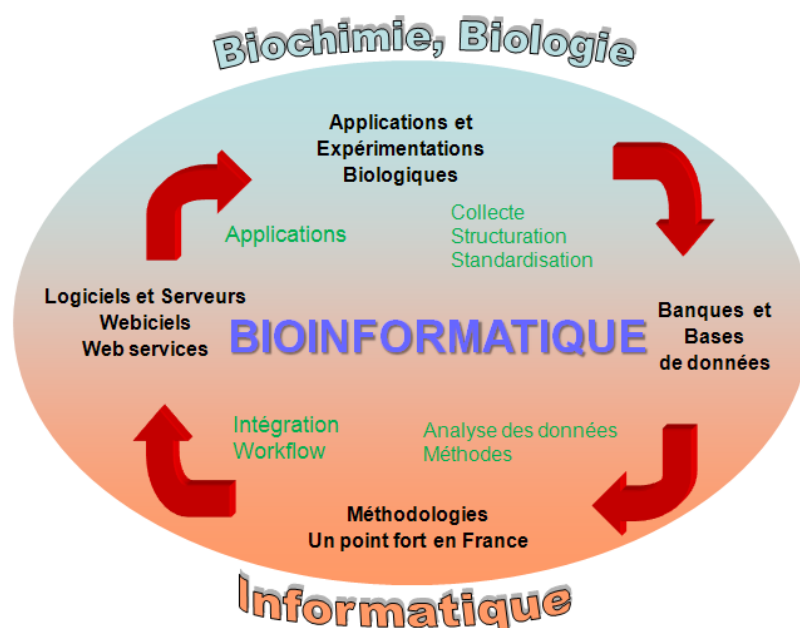 Biochimie, Biologie
Applications et
Expérimentations
Biologiques
Applications
Collecte
Structuration
Standardisation
Logiciels et Serveurs
Webiciels
Web services
BIOINFORMATIQUE
Banques et
Bases
de données
Intégration
Workflow
Analyse des données
Méthodes
Méthodologies
Un point fort en France
Informatique